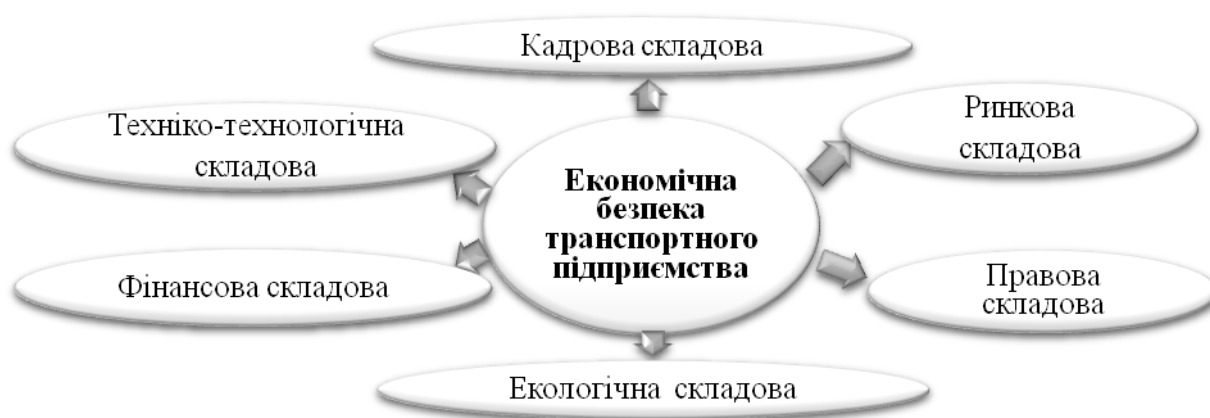 Кадрова складова
Техніко-технологічна
складова
Ринкова
складова
Економічна
безпека
транспортного
підприємства
Фінансова складова
Правова
складова
Екологічна складова